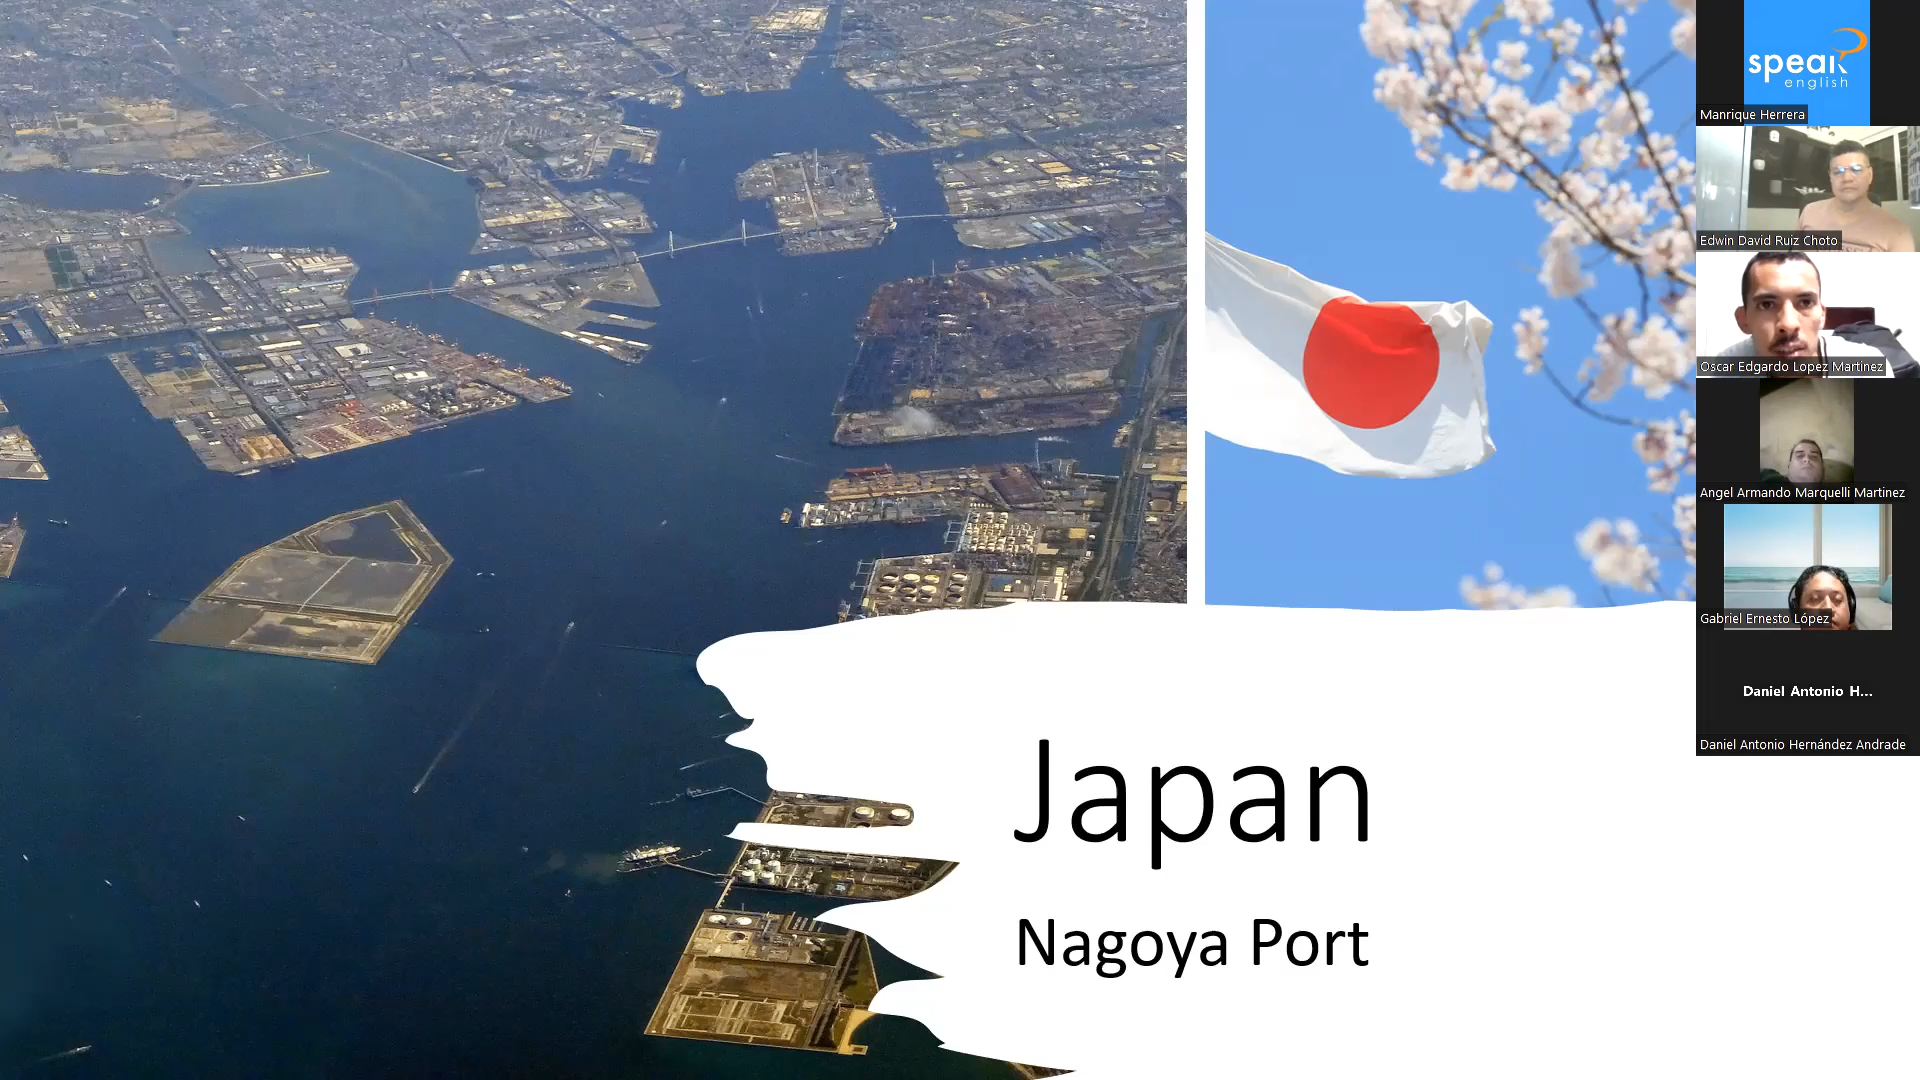 Japan
Nagoya Port
speak
english
Manrique Herrera
Edwin David Ruiz Choto
Oscar Edgardo Lopez Martinez
Angel Armando Marquelli Martinez
Gabriel Ernesto López
Daniel Antonio H...
Daniel Antonio Hernández Andrade